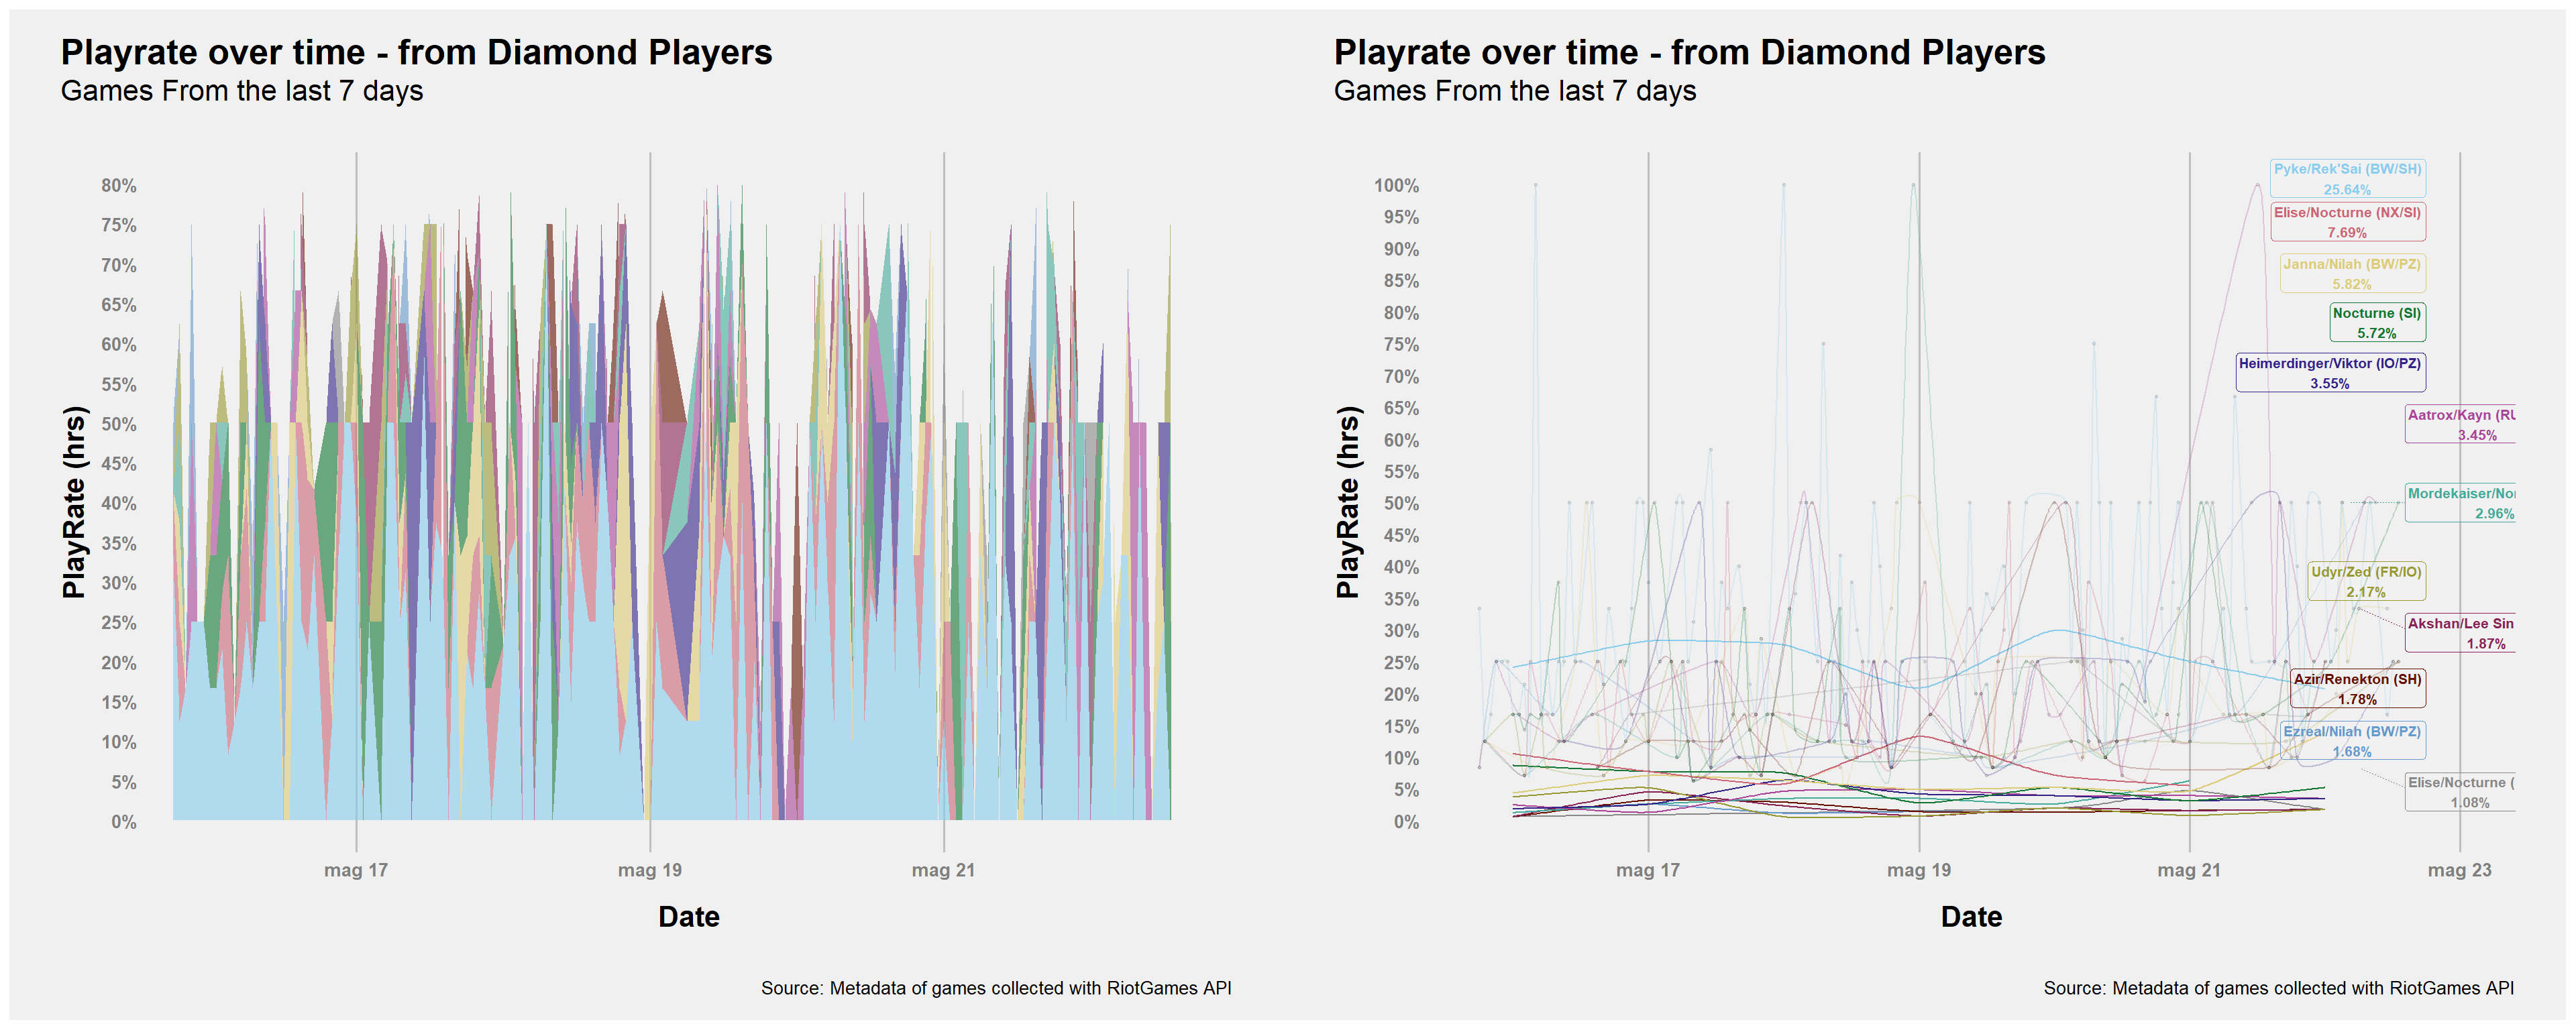 Playrate over time - from Diamond Players
Games From the last 7 days
PlayRate (hrs)
80%
75%
70%
65%
60%
55%
50%
45%
40%
35%
30%
25%
20%
15%
10%
5%
0%
mag 17
mag 19
mag 21
Date
Source: Metadata of games collected with RiotGames API
Playrate over time - from Diamond Players
Games From the last 7 days
PlayRate (hrs)
100%
95%
90%
85%
80%
75%
70%
65%
60%
55%
50%
45%
40%
35%
30%
25%
20%
15%
10%
5%
0%
Pyke/Rek'Sai (BW/SH)
25.64%
Elise/Nocturne (NX/SI)
7.69%
Janna/Nilah (BW/PZ)
5.82%
Nocturne (SI)
5.72%
Heimerdinger/Viktor (IO/PZ)
3.55%
Aatrox/Kayn (RU
3.45%
Mordekaiser/Nor
2.96%
Udyr/Zed (FR/IO)
2.17%
Akshan/Lee Sin
1.87%
Azir/Renekton (SH)
1.78%
Ezreal/Nilah (BW/PZ)
1.68%
Elise/Nocturne (
1.08%
mag 17
mag 19
mag 21
mag 23
Date
Source: Metadata of games collected with RiotGames API